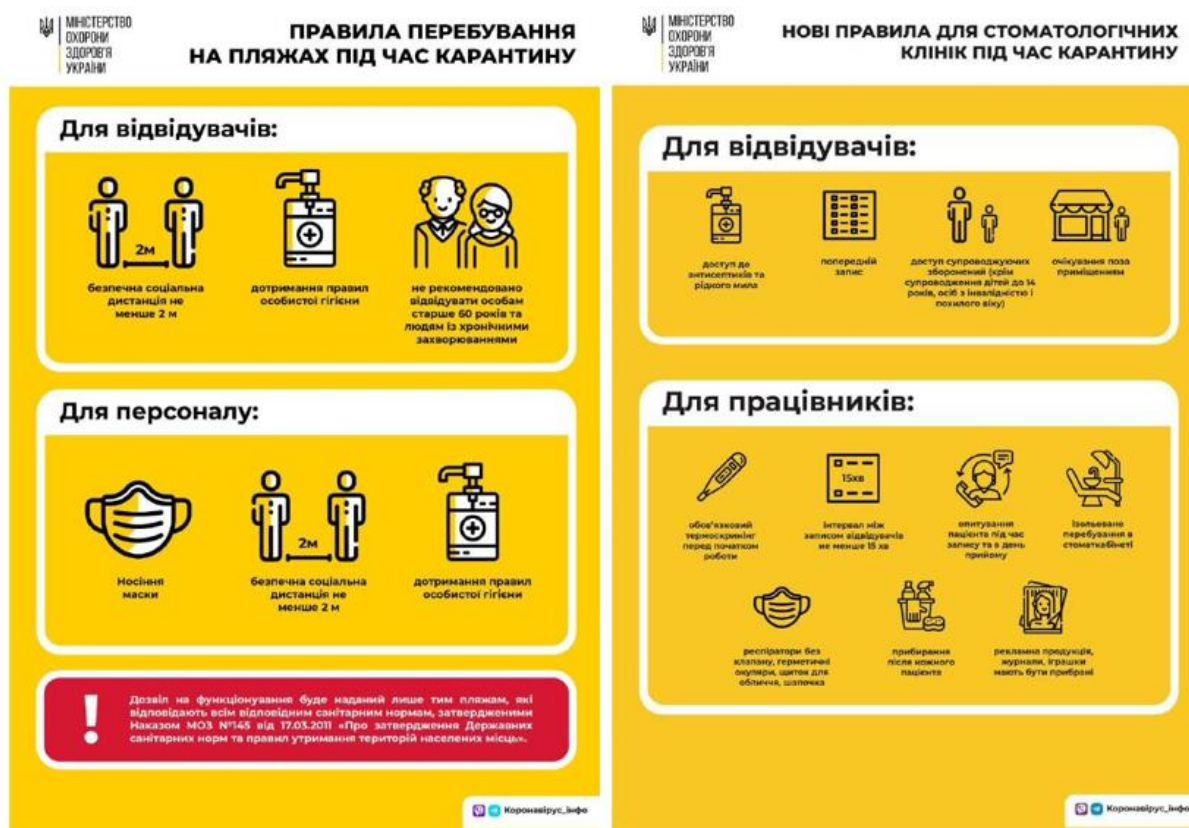 МІНІСТЕРСТВО
ОХОРОНИ
ЗДОРОВ'Я
УКРАЇНИ
ПРАВИЛА ПЕРЕБУВАННЯ
НА ПЛЯЖАХ ПІД ЧАС КАРАНТИНУ
Для відвідувачів:
2м
безпечна соціальна
дистанція не
менше 2 м
дотримання правил
особистої гігієни
не рекомендовано
відвідувати особам
старше 60 років та
людям із хронічними
захворюваннями
Для персоналу:
Носіння
маски
2м
безпечна соціальна
дистанція не
менше 2 м
дотримання правил
особистої гігієни
!
Дозвіл на функціонування буде наданий лише тим пляжам, які
відповідають всім відповідним санітарним нормам, затвердженими
Наказом МОЗ №145 від 17.03.2011 «Про затвердження Державних
санітарних норм та правил утримання територій населених місць».
Коронавірус_інфо
МІНІСТЕРСТВО
ОХОРОНИ
ЗДОРОВ'Я
УКРАЇНИ
НОВІ ПРАВИЛА ДЛЯ СТОМАТОЛОГІЧНИХ
КЛІНІК ПІД ЧАС КАРАНТИНУ
Для відвідувачів:
доступ до
антисептиків та
рідкого мила
попередній
запис
доступ супроводжуючих
зборонений (крім
супроводження дітей до 14
років, осіб з інвалідністю і
похилого віку)
очікування поза
приміщенням
Для працівників:
обов'язковий
термоскринінг
перед початком
роботи
15хв
інтервал між
записом відвідувачів
не менше 15 хв
опитування
пацієнта під час
запису та в день
прийому
ізольоване
перебування в
стоматкабінеті
респіратори без
клапану, герметичні
окуляри, щиток для
обличчя, шапочка
прибирання
після кожного
пацієнта
рекламна продукція,
журнали, іграшки
мають бути прибрані
Коронавірус_інфо